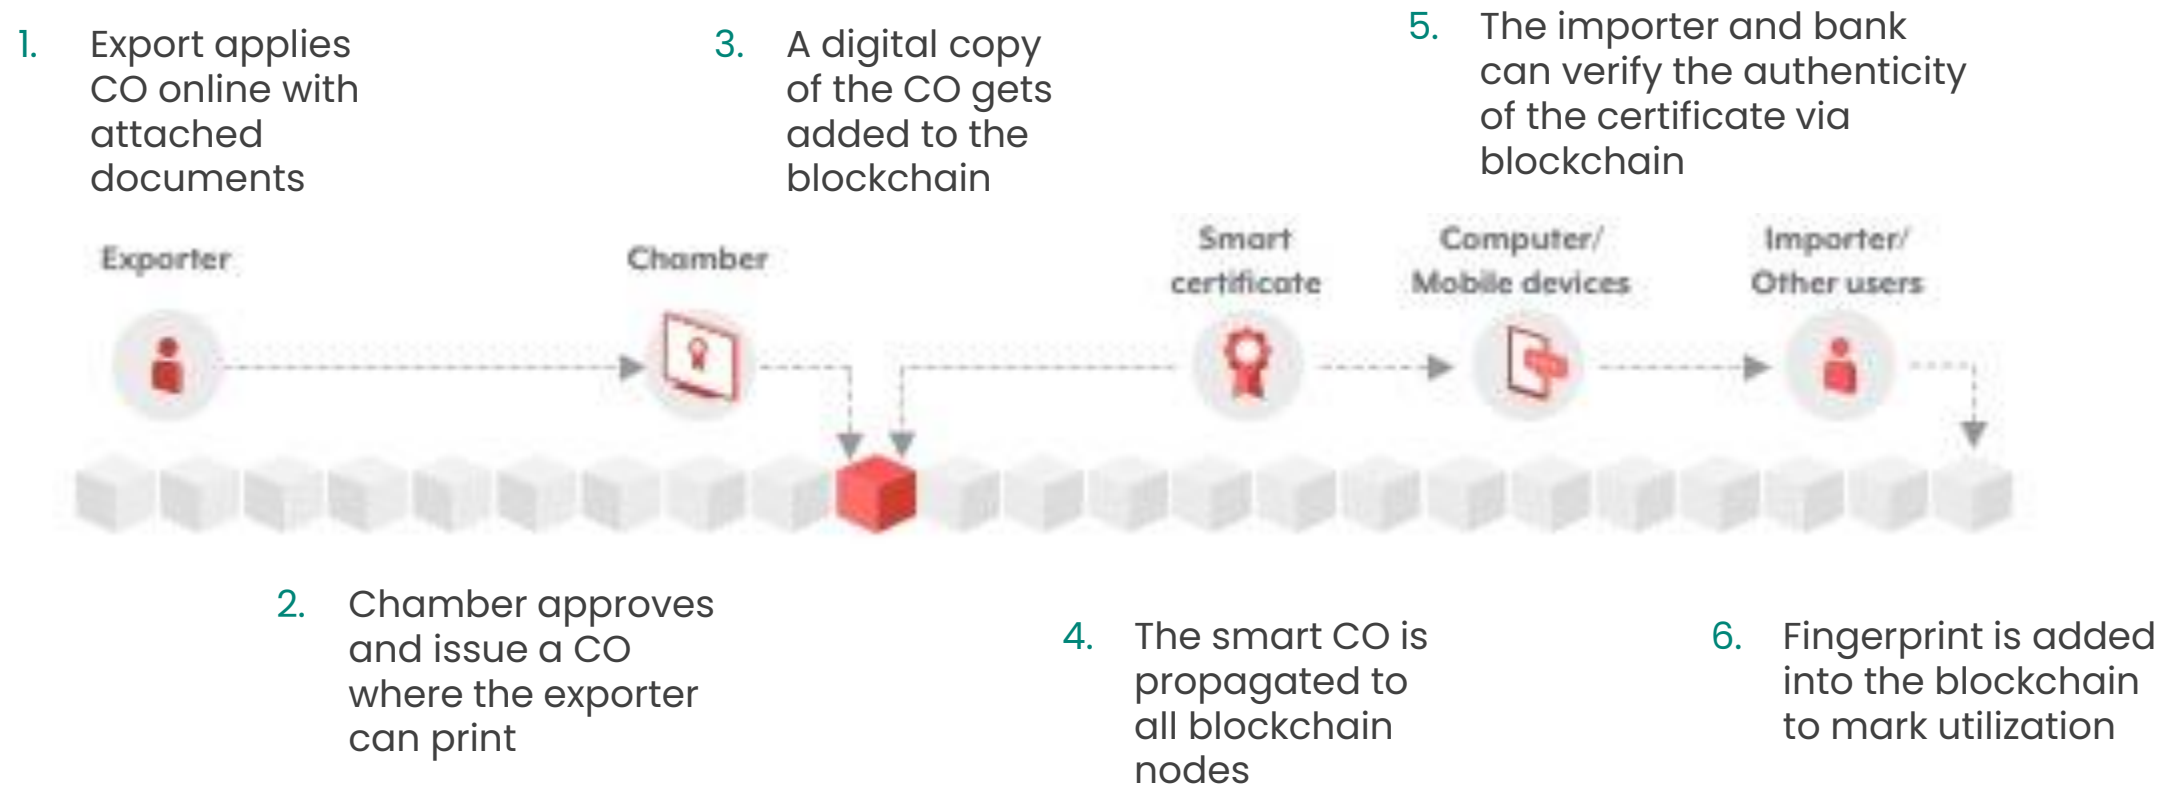 1. Export applies
CO online with
attached
documents
3. A digital copy
of the CO gets
added to the
blockchain
5. The importer and bank
can verify the authenticity
of the certificate via
blockchain
Exporter
Chamber
Smart
certificate
Computer/
Mobile devices
Importer/
Other users
2. Chamber approves
and issue a CO
where the exporter
can print
4. The smart CO is
propagated to
all blockchain
nodes
6. Fingerprint is added
into the blockchain
to mark utilization